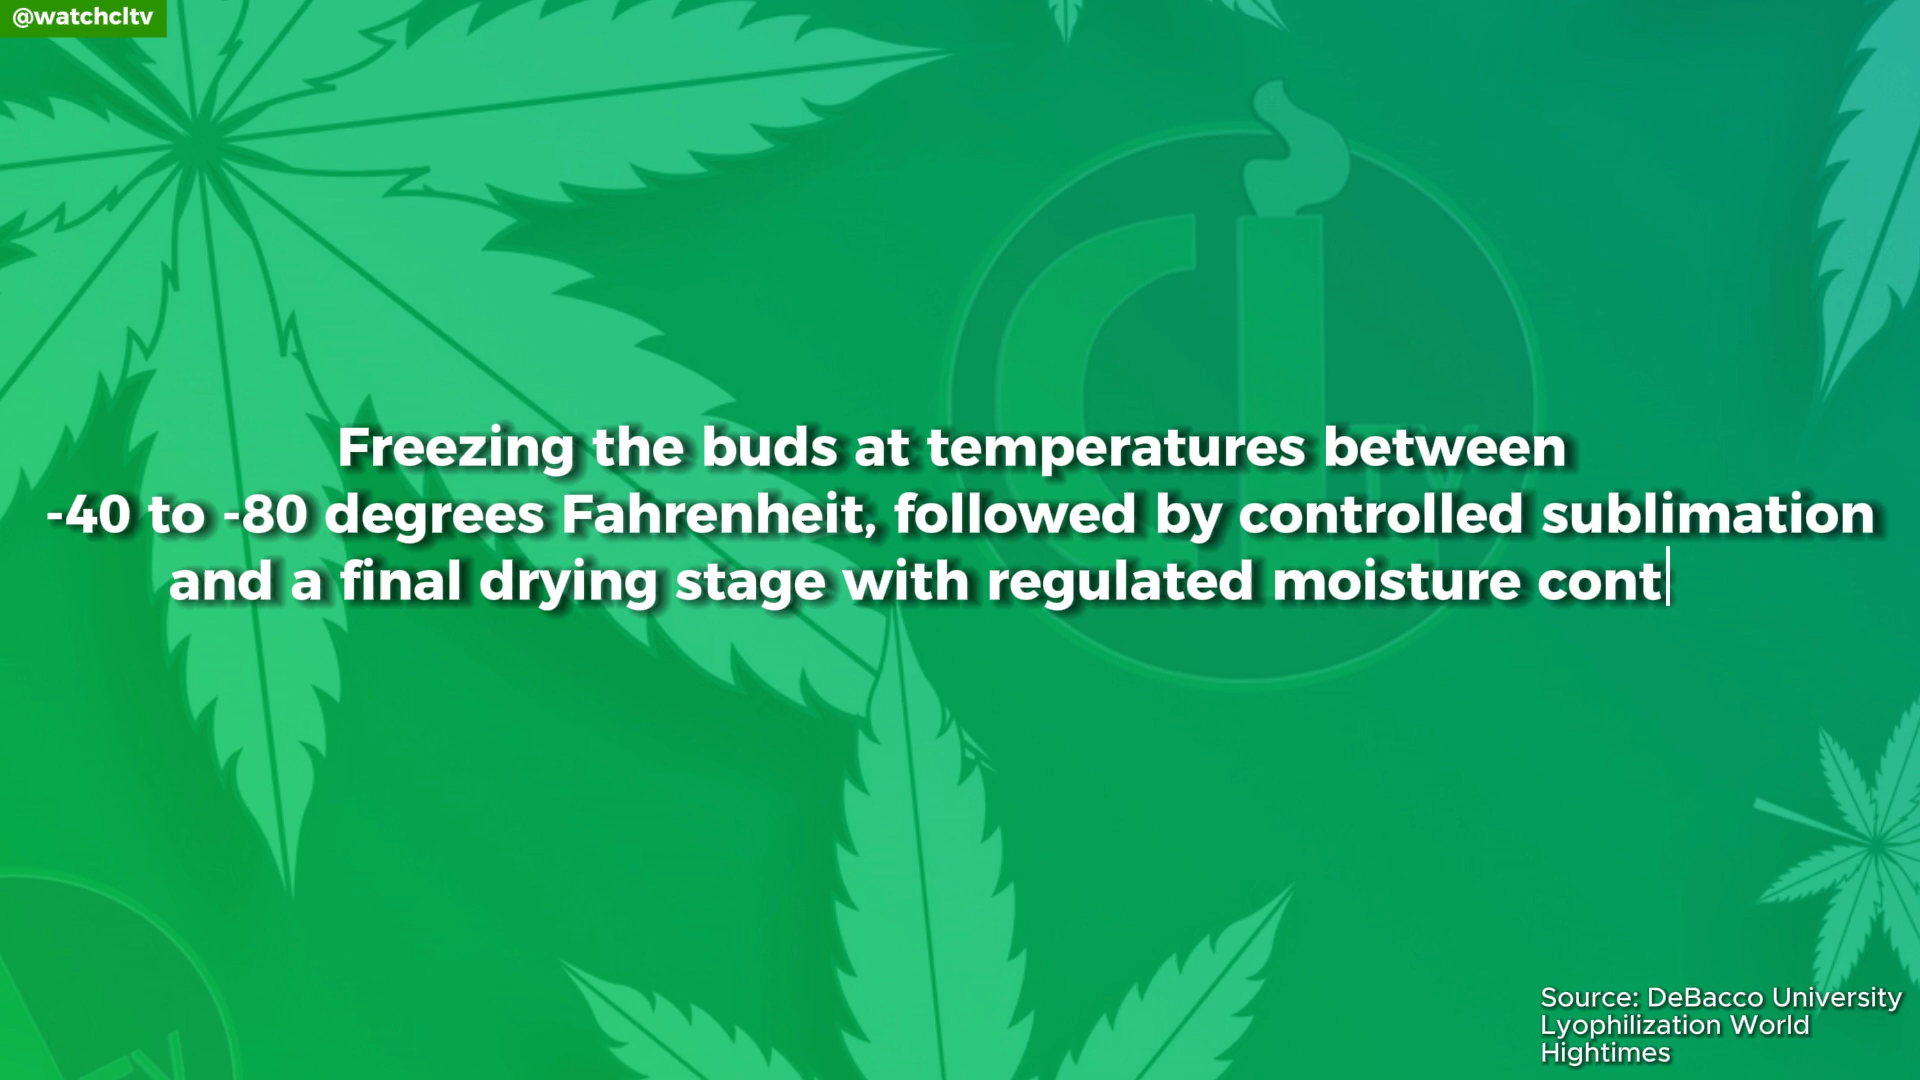 @watchcltv
Freezing the buds at temperatures between
-40 to -80 degrees Fahrenheit, followed by controlled sublimation
and a final drying stage with regulated moisture cont
Source: DeBacco University
Lyophilization World
Hightimes